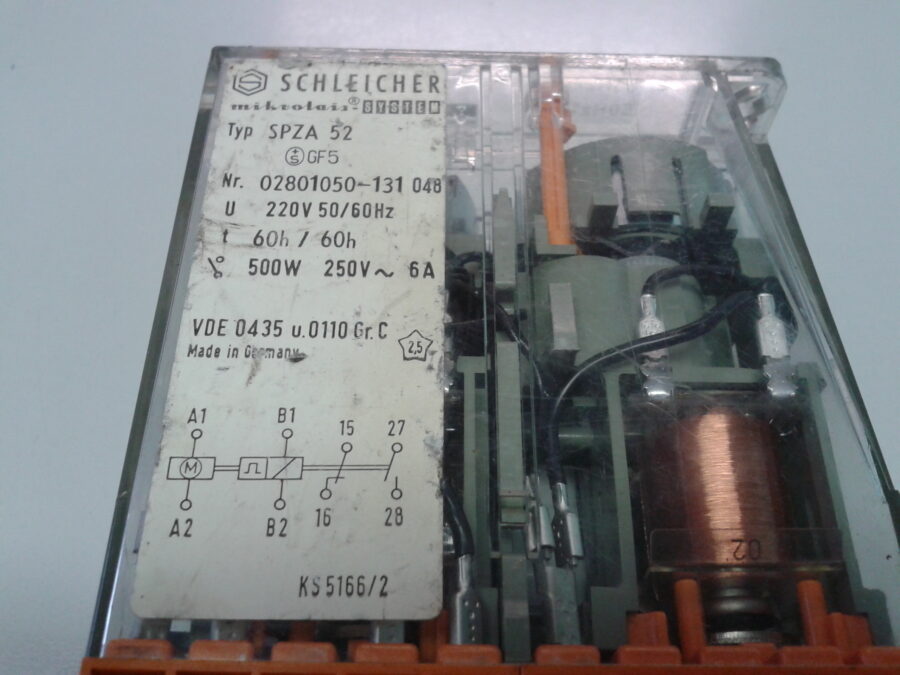 SCHLEICHER
mikrolais®-SYSTEM
Typ SPZA 52
GF5
Nr. 02801050-131 048
U 220V 50/60Hz
t 60h / 60h
500W 250V~ 6A
VDE 0435 u.0110 Gr.C
2,5
Made in Germany
A1 B1 15 27
M
A2 B2 16 28
KS5166/2
02